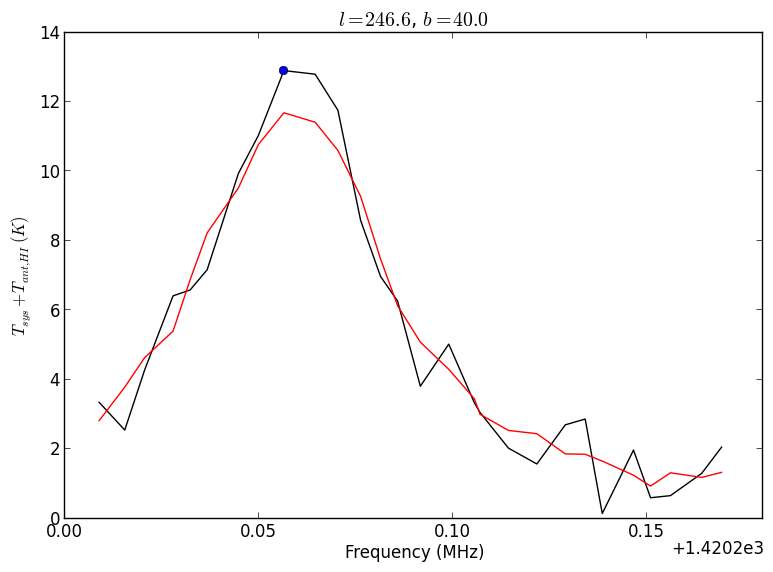 l = 246.6, b = 40.0
14
12
10
8
6
4
2
0
T_sys + T_ant,HI (K)
0.00 0.05 0.10 0.15
Frequency (MHz)
+1.4202e3